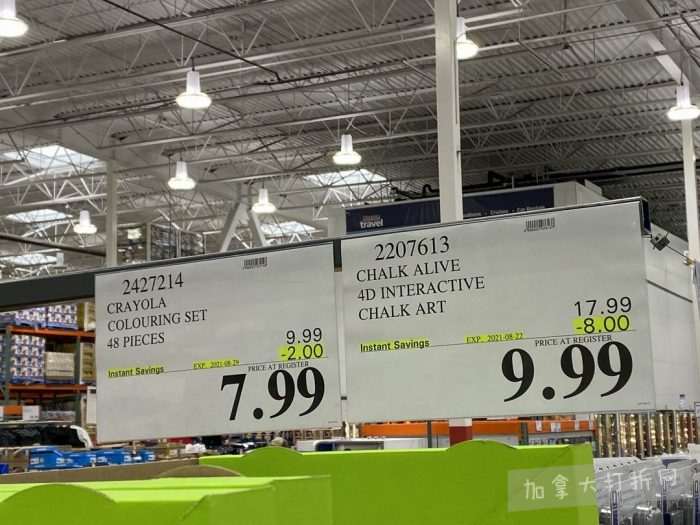 travel
2427214
CRAYOLA
COLOURING SET
48 PIECES
9.99
-2.00
Instant Savings
EXP. 2021-08-29
PRICE AT REGISTER
7.99
2207613
CHALK ALIVE
4D INTERACTIVE
CHALK ART
17.99
-8.00
Instant Savings
EXP. 2021-08-22
PRICE AT REGISTER
9.99
加拿大打折网